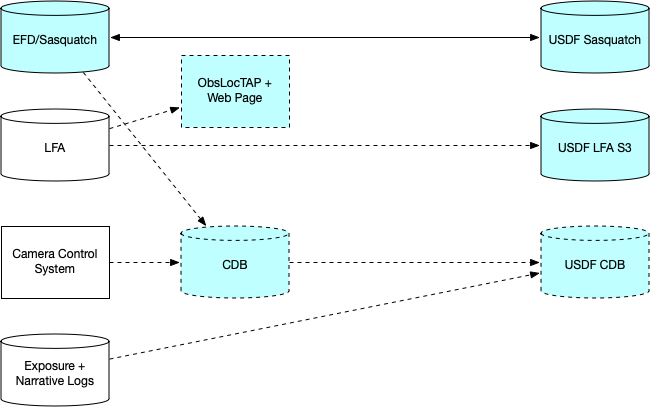 EFD/Sasquatch
USDF Sasquatch
ObsLocTAP +
Web Page
LFA
USDF LFA S3
Camera Control
System
CDB
USDF CDB
Exposure +
Narrative Logs